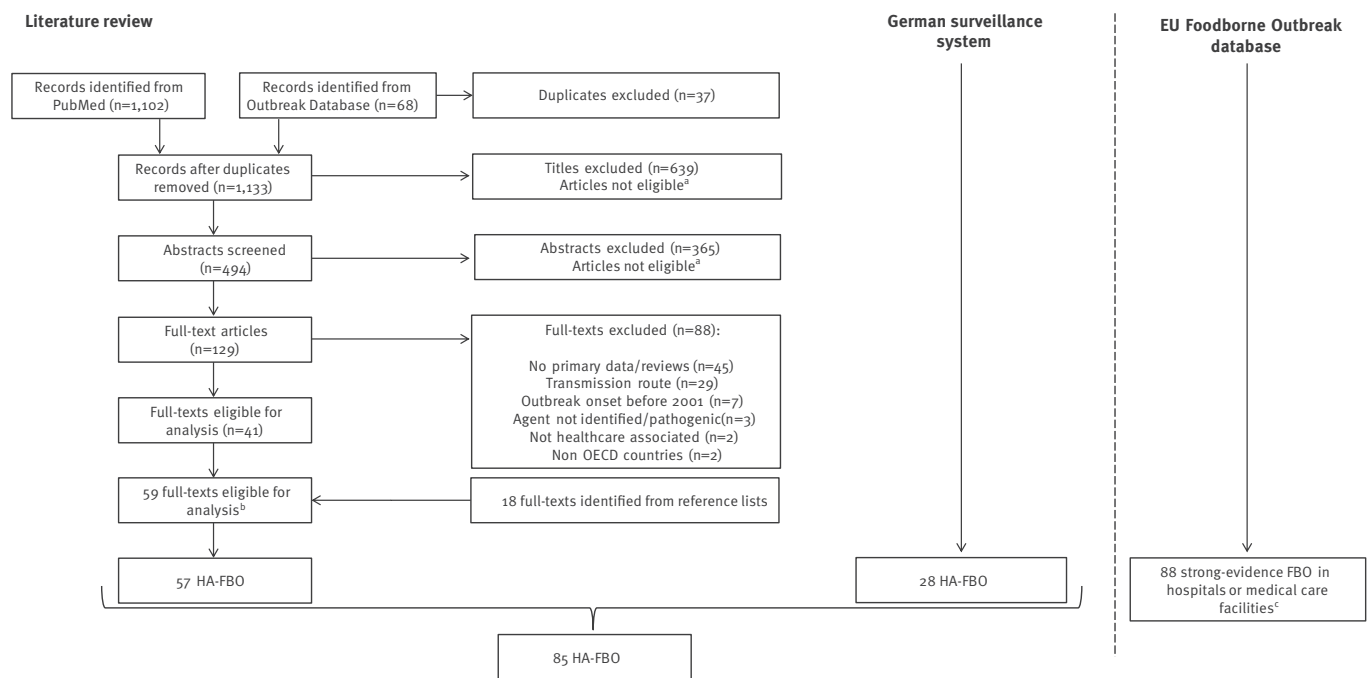 Literature review
German surveillance
system
EU Foodborne Outbreak
database
Records identified from
PubMed (n=1,102)
Records identified from
Outbreak Database (n=68)
Duplicates excluded (n=37)
Records after duplicates
removed (n=1,133)
Titles excluded (n=639)
Articles not eligibleᵃ
Abstracts screened
(n=494)
Abstracts excluded (n=365)
Articles not eligibleᵃ
Full-text articles
(n=129)
Full-texts excluded (n=88):
No primary data/reviews (n=45)
Transmission route (n=29)
Outbreak onset before 2001 (n=7)
Agent not identified/pathogenic(n=3)
Not healthcare associated (n=2)
Non OECD countries (n=2)
Full-texts eligible for
analysis (n=41)
59 full-texts eligible for
analysisᵇ
18 full-texts identified from reference lists
57 HA-FBO
28 HA-FBO
88 strong-evidence FBO in
hospitals or medical care
facilitiesᶜ
85 HA-FBO